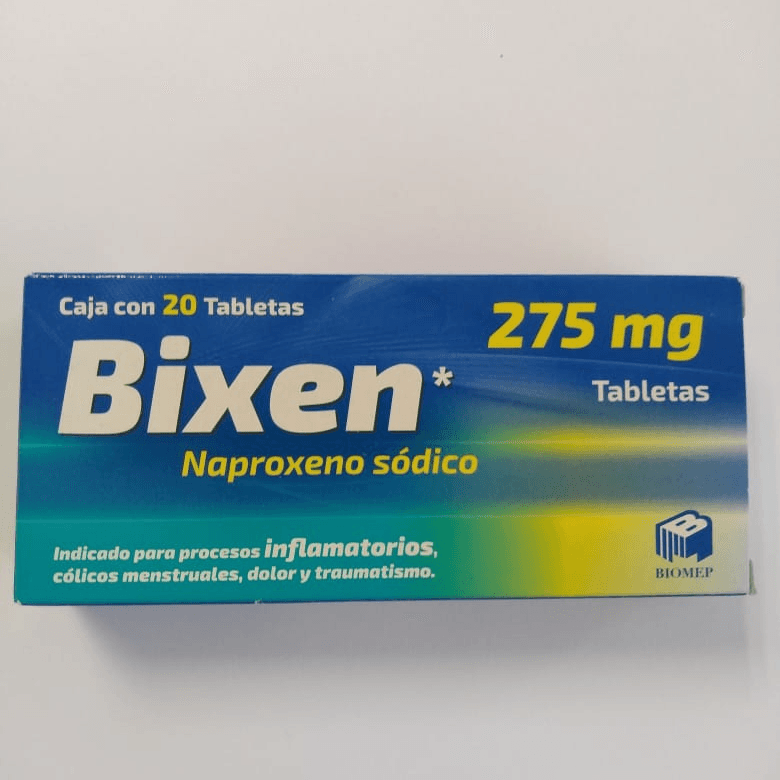 Caja con 20 Tabletas
275 mg
Tabletas
Bixen*
Naproxeno sódico
Indicado para procesos inflamatorios,
cólicos menstruales, dolor y traumatismo.
B
BIOMEP